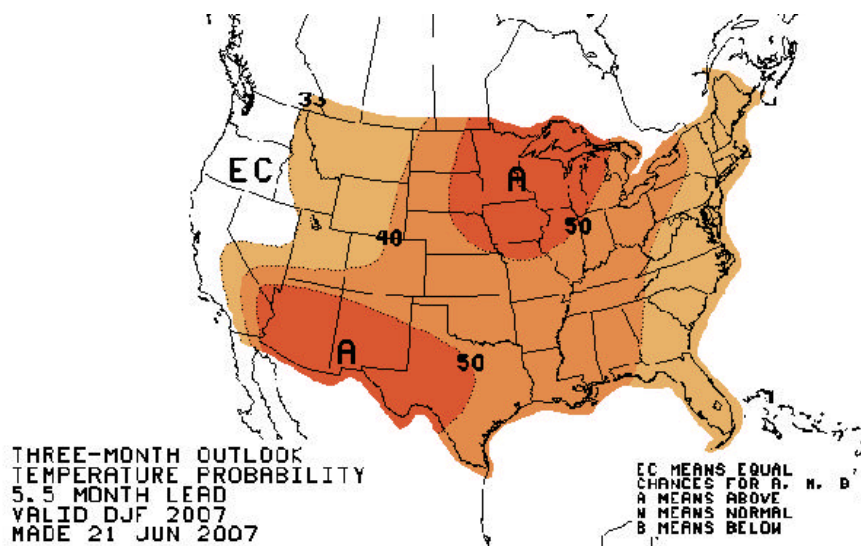 33
EC
A
40
50
A
50
THREE-MONTH OUTLOOK
TEMPERATURE PROBABILITY
5.5 MONTH LEAD
VALID DJF 2007
MADE 21 JUN 2007
EC MEANS EQUAL
CHANCES FOR A, N, B
A MEANS ABOVE
N MEANS NORMAL
B MEANS BELOW